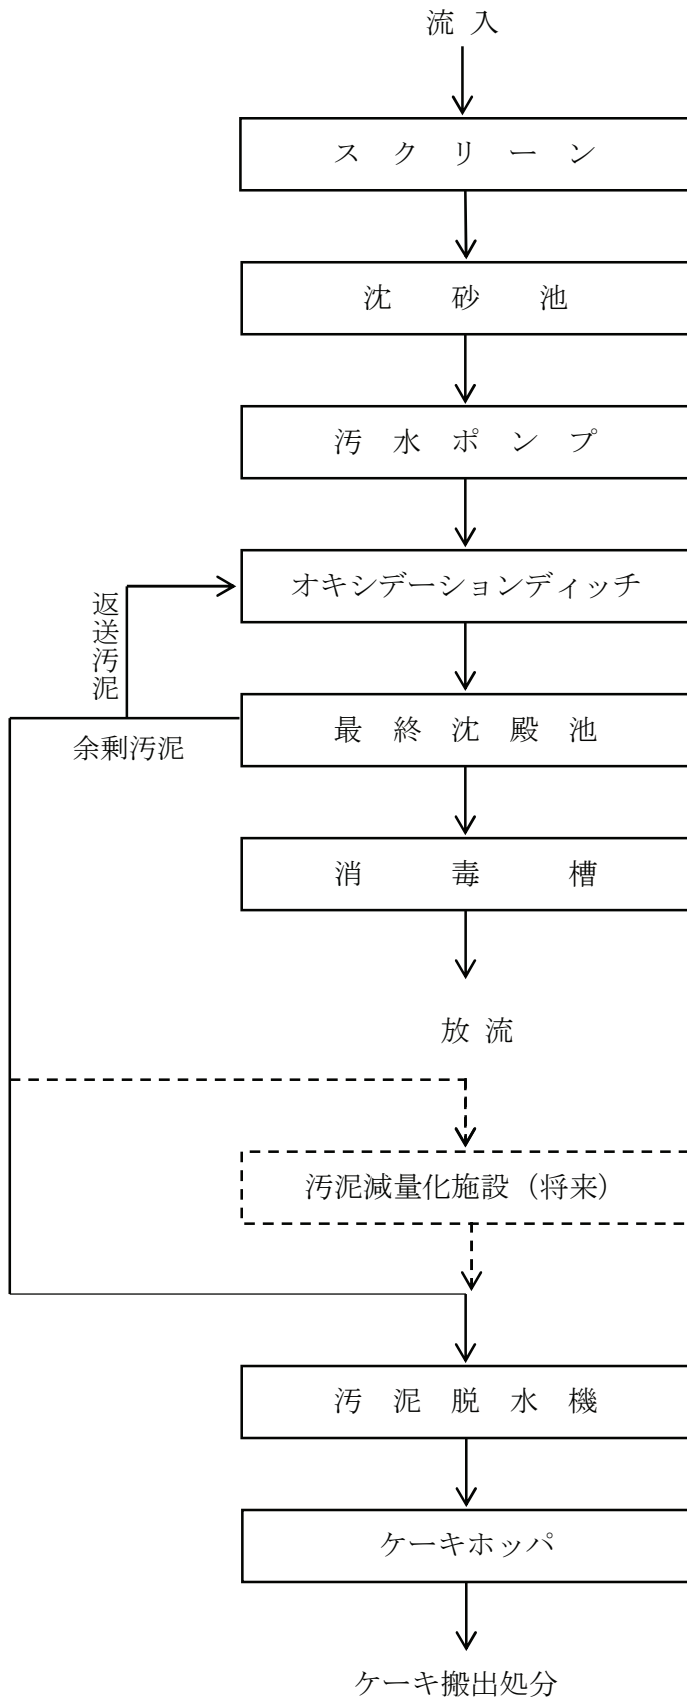 流 入
ス ク リ ー ン
沈 砂 池
汚 水 ポ ン プ
オキシデーションディッチ
返送汚泥
最 終 沈 殿 池
余剰汚泥
消 毒 槽
放 流
汚泥減量化施設（将来）
汚 泥 脱 水 機
ケーキホッパ
ケーキ搬出処分